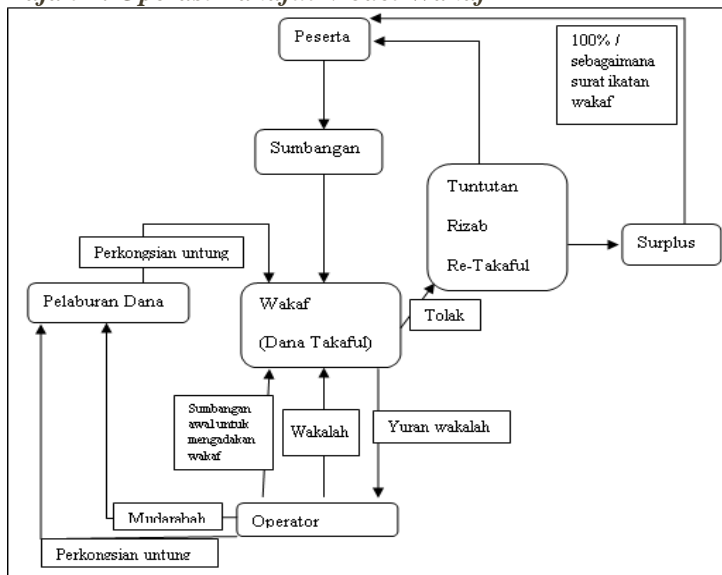 Peserta
100% /
sebagaimana
surat ikatan
wakaf
Sumbangan
Tuntutan
Rizab
Re-Takaful
Surplus
Perkongsian untung
Pelaburan Dana
Wakaf
(Dana Takaful)
Tolak
Sumbangan
awal untuk
mengadakan
wakaf
Wakalah
Yuran wakalah
Mudarabah
Operator
Perkongsian untung